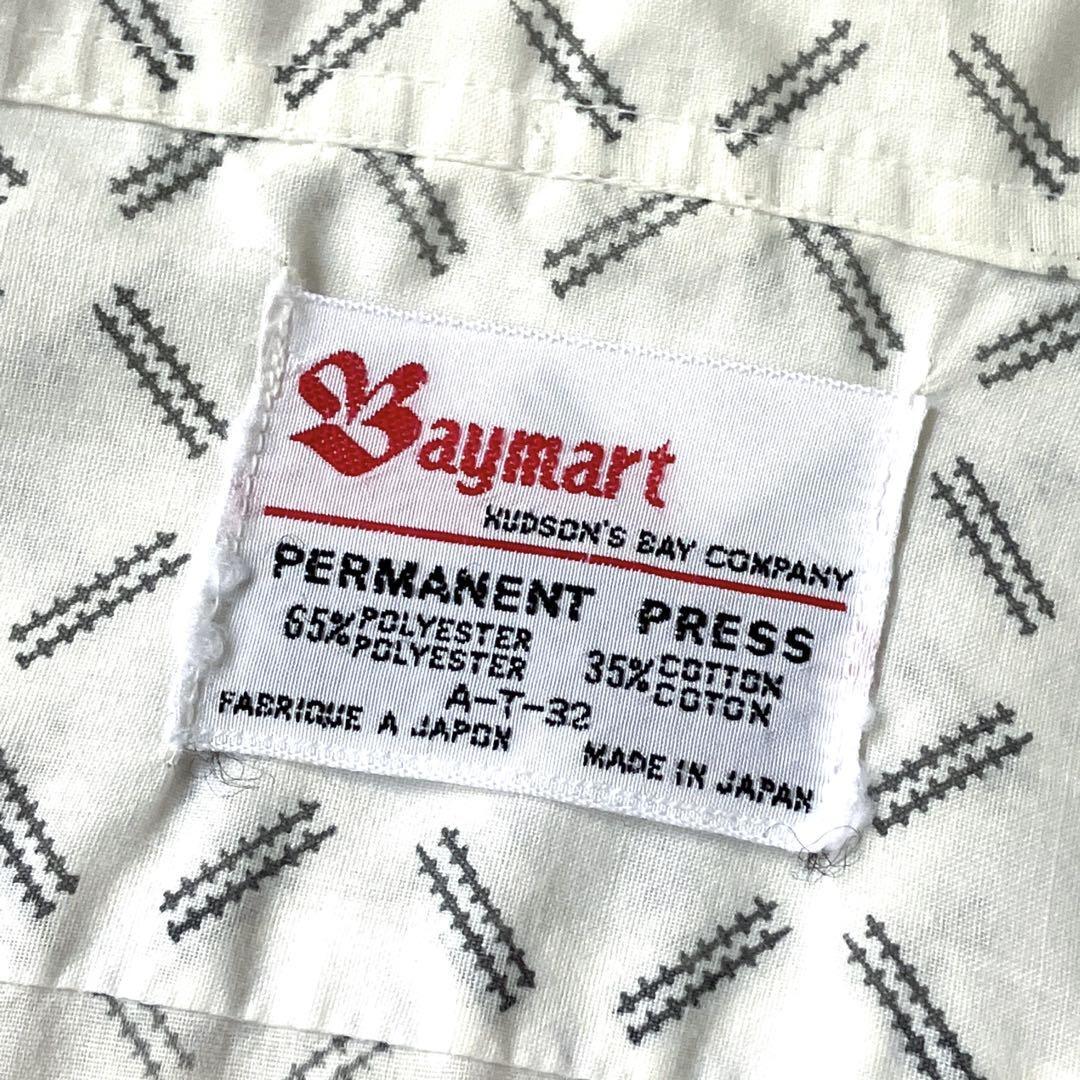 Baymart
HUDSON'S BAY COMPANY
PERMANENT PRESS
65% POLYESTER 35% COTTON
POLYESTER COTON
A-T-32
FABRIQUE A JAPON MADE IN JAPAN